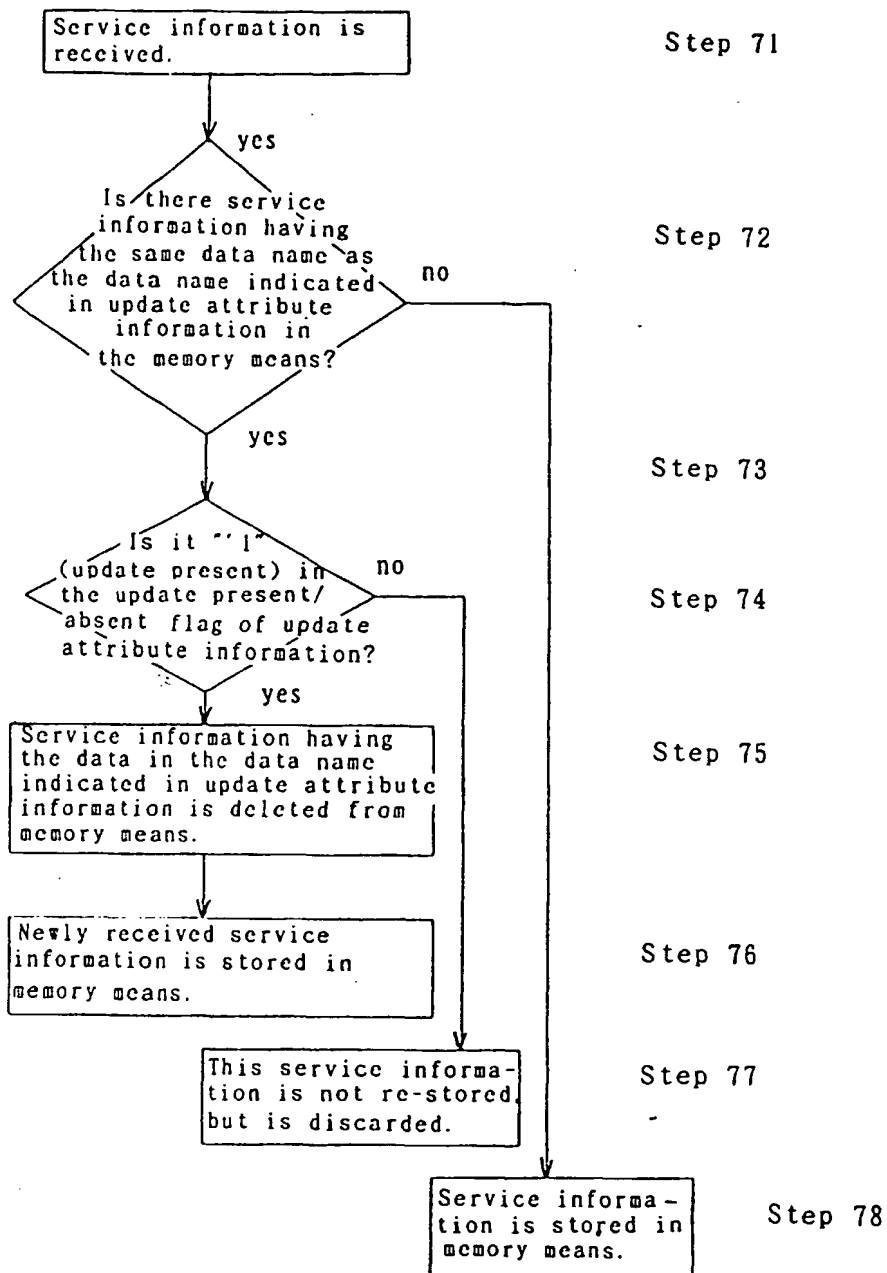 Service information is
received.
Step 71
yes
Is there service
information having
the same data name as
the data name indicated
in update attribute
information in
the memory means?
no
Step 72
yes
Step 73
Is it "'1"
(update present) in
the update present/
absent flag of update
attribute information?
no
Step 74
yes
Service information having
the data in the data name
indicated in update attribute
information is deleted from
memory means.
Step 75
Newly received service
information is stored in
memory means.
Step 76
This service informa-
tion is not re-stored,
but is discarded.
Step 77
Service informa-
tion is stored in
memory means.
Step 78